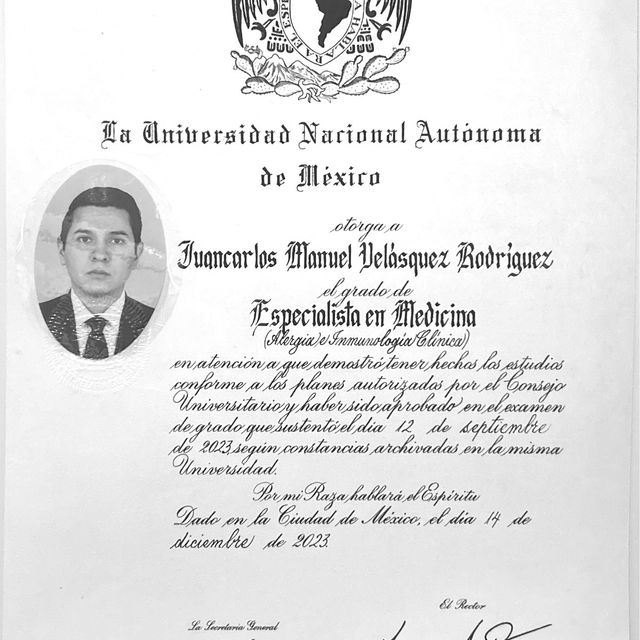 EL ESP
A HABLARA
La Universidad Nacional Autónoma
de México
otorga a
Juancarlos Manuel Velásquez Rodríguez
el grado de
Especialista en Medicina
(Alergia e Inmunología Clínica)
en atención a que demostró tener hechos los estudios
conforme a los planes autorizados por el Consejo
Universitario y haber sido aprobado en el examen
de grado que sustentó el día 12 de septiembre
de 2023, según constancias archivadas en la misma
Universidad.
Por mi Raza hablará el Espíritu
Dado en la Ciudad de México, el día 14 de
diciembre de 2023.
El Rector
La Secretaria General